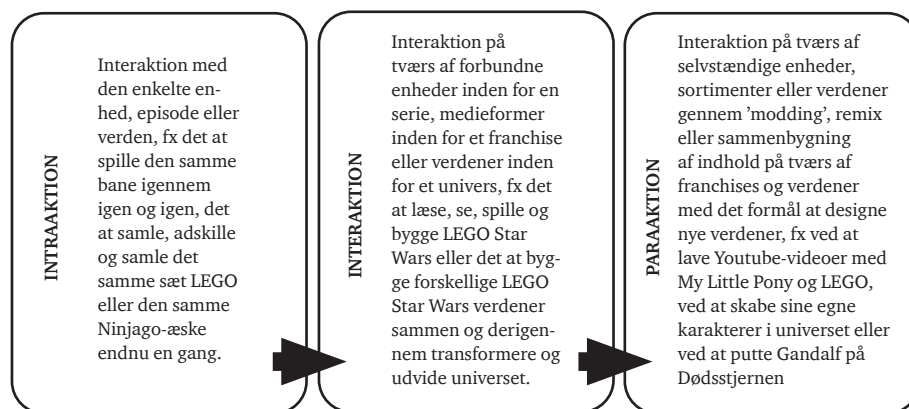 INTRAAKTION
Interaktion med
den enkelte en-
hed, episode eller
verden, fx det at
spille den samme
bane igennem
igen og igen, det
at samle, adskille
og samle det
samme sæt LEGO
eller den samme
Ninjago-æske
endnu en gang.
INTERAKTION
Interaktion på
tværs af forbundne
enheder inden for en
serie, medieformer
inden for et franchise
eller verdener inden
for et univers, fx det
at læse, se, spille og
bygge LEGO Star
Wars eller det at byg-
ge forskellige LEGO
Star Wars verdener
sammen og derigen-
nem transformere og
udvide universet.
PARAAKTION
Interaktion på tværs af
selvstændige enheder,
sortimenter eller verdener
gennem ’modding’, remix
eller sammenbygning
af indhold på tværs af
franchises og verdener
med det formål at designe
nye verdener, fx ved at
lave Youtube-videoer med
My Little Pony og LEGO,
ved at skabe sine egne
karakterer i universet eller
ved at putte Gandalf på
Dødsstjernen